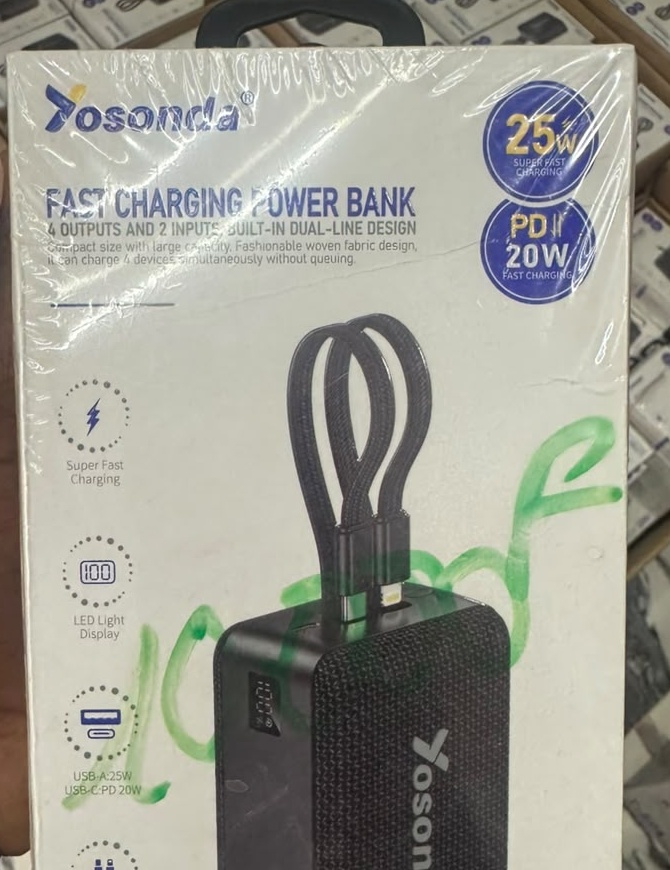 Yosonda®
25W
SUPER FAST
CHARGING
FAST CHARGING POWER BANK
4 OUTPUTS AND 2 INPUTS BUILT-IN DUAL-LINE DESIGN
Compact size with large capacity. Fashionable woven fabric design,
it can charge 4 devices simultaneously without queuing.
PD
20W
FAST CHARGING
Super Fast
Charging
100
LED Light
Display
100%
USB-A:25W
USB-C:PD 20W
Yoson